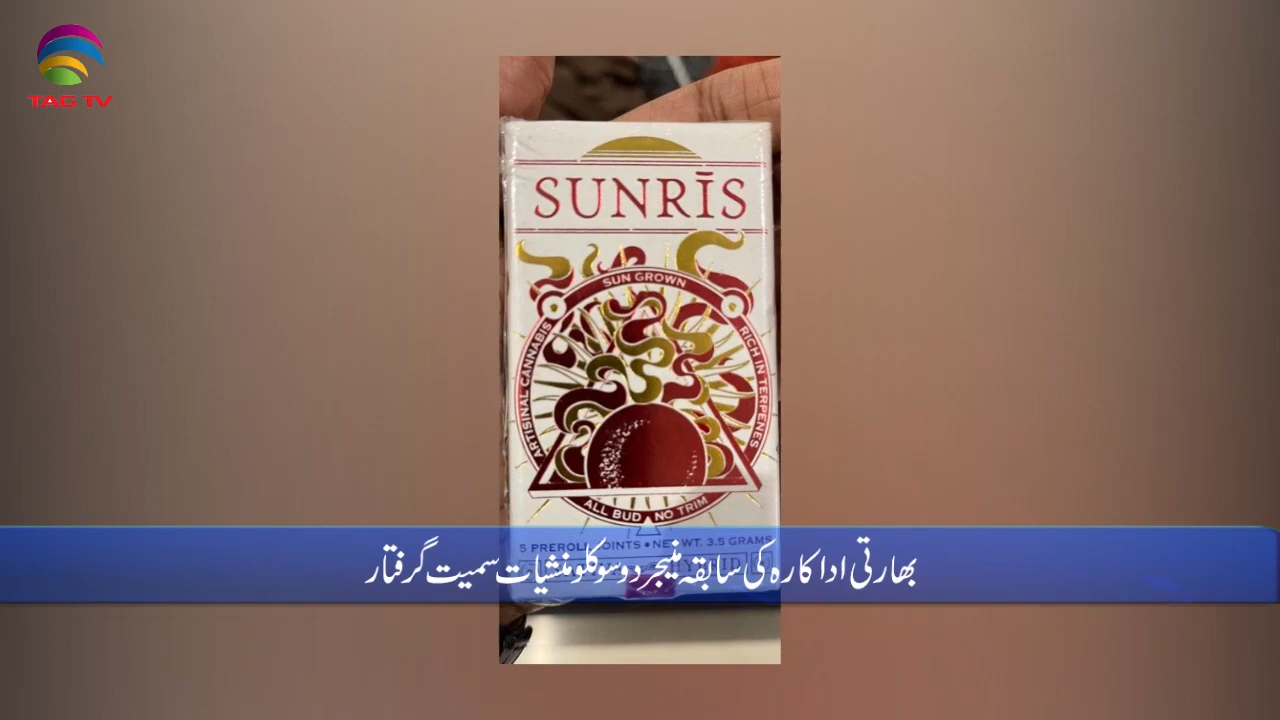 TAG TV
SUNRĪS
SUN GROWN
ARTISINAL CANNABIS
RICH IN TERPENES
ALL BUD NO TRIM
5 PREROLL JOINTS • NET WT. 3.5 GRAMS
بھارتی اداکارہ کی سابقہ منیجر دوسو کلو منشیات سمیت گرفتار